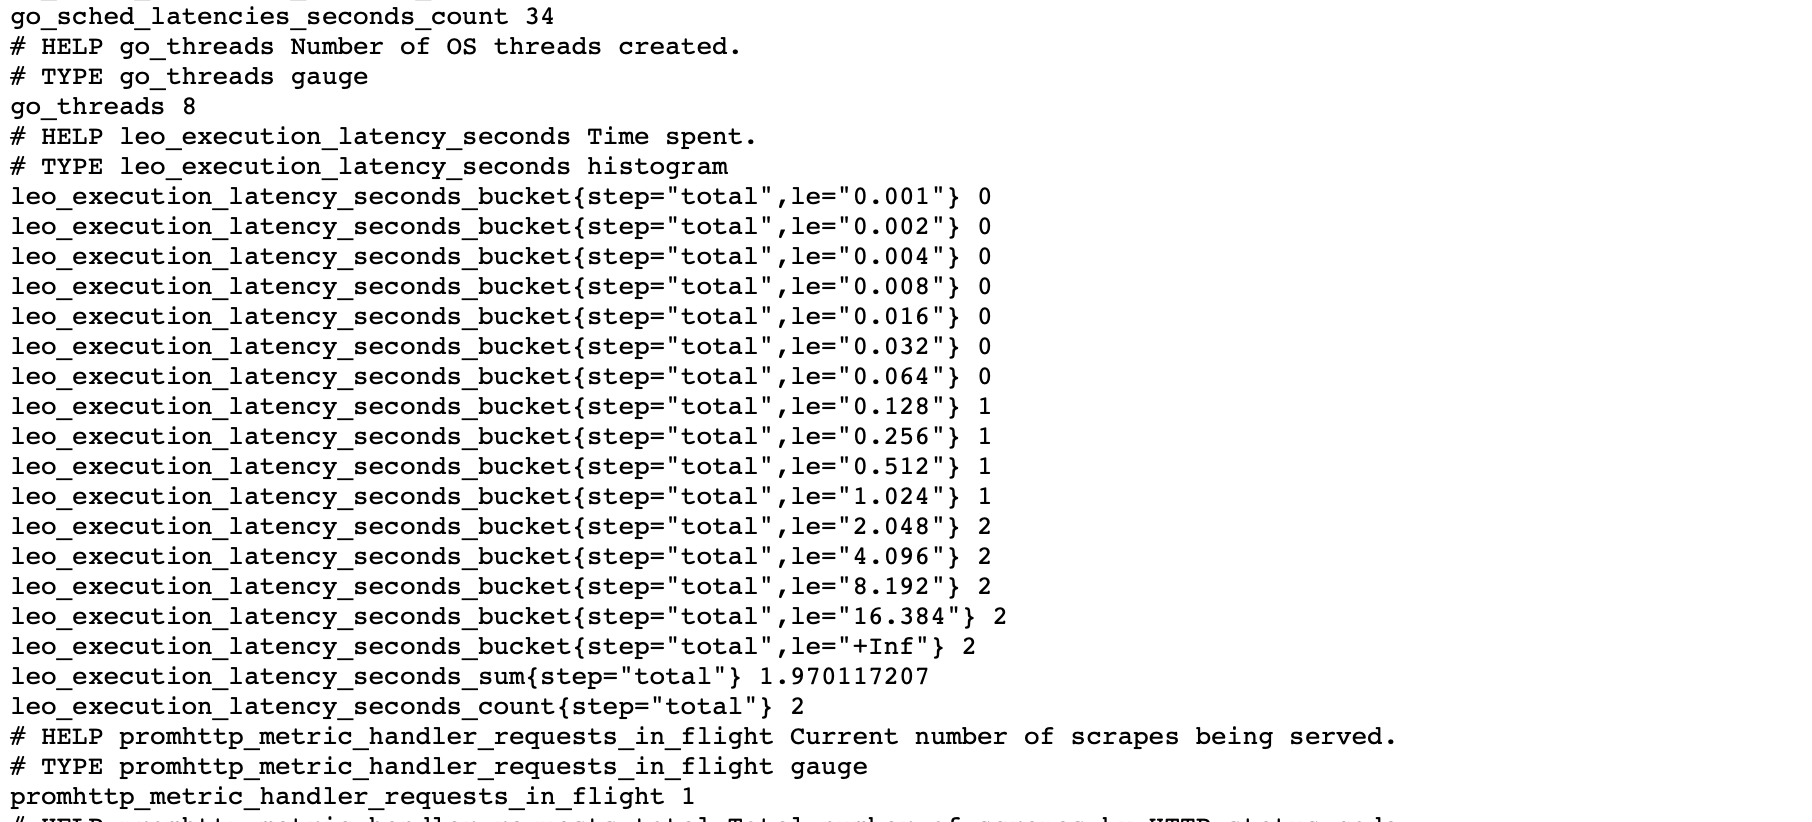 go_sched_latencies_seconds_count 34
# HELP go_threads Number of OS threads created.
# TYPE go_threads gauge
go_threads 8
# HELP leo_execution_latency_seconds Time spent.
# TYPE leo_execution_latency_seconds histogram
leo_execution_latency_seconds_bucket{step="total",le="0.001"} 0
leo_execution_latency_seconds_bucket{step="total",le="0.002"} 0
leo_execution_latency_seconds_bucket{step="total",le="0.004"} 0
leo_execution_latency_seconds_bucket{step="total",le="0.008"} 0
leo_execution_latency_seconds_bucket{step="total",le="0.016"} 0
leo_execution_latency_seconds_bucket{step="total",le="0.032"} 0
leo_execution_latency_seconds_bucket{step="total",le="0.064"} 0
leo_execution_latency_seconds_bucket{step="total",le="0.128"} 1
leo_execution_latency_seconds_bucket{step="total",le="0.256"} 1
leo_execution_latency_seconds_bucket{step="total",le="0.512"} 1
leo_execution_latency_seconds_bucket{step="total",le="1.024"} 1
leo_execution_latency_seconds_bucket{step="total",le="2.048"} 2
leo_execution_latency_seconds_bucket{step="total",le="4.096"} 2
leo_execution_latency_seconds_bucket{step="total",le="8.192"} 2
leo_execution_latency_seconds_bucket{step="total",le="16.384"} 2
leo_execution_latency_seconds_bucket{step="total",le="+Inf"} 2
leo_execution_latency_seconds_sum{step="total"} 1.970117207
leo_execution_latency_seconds_count{step="total"} 2
# HELP promhttp_metric_handler_requests_in_flight Current number of scrapes being served.
# TYPE promhttp_metric_handler_requests_in_flight gauge
promhttp_metric_handler_requests_in_flight 1